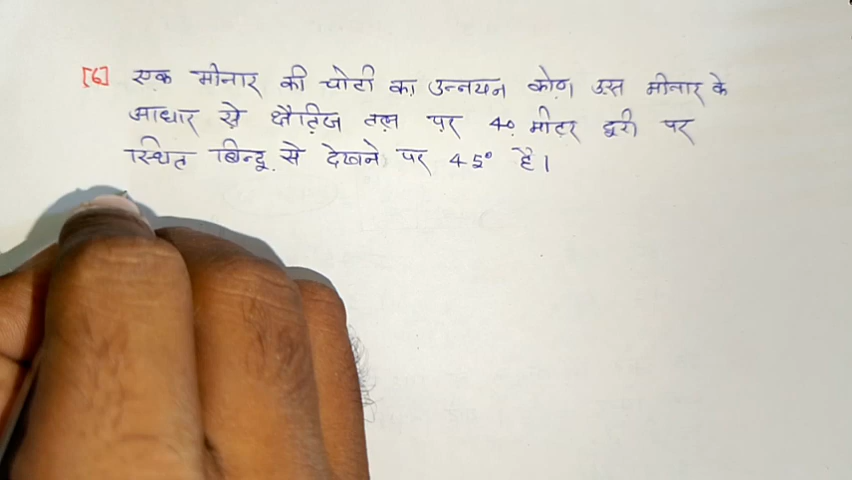 [6] एक मीनार की चोटी का उन्नयन कोण उस मीनार के
आधार से क्षैतिज तल पर 40 मीटर दूरी पर
स्थित बिन्दू से देखने पर 45° है।